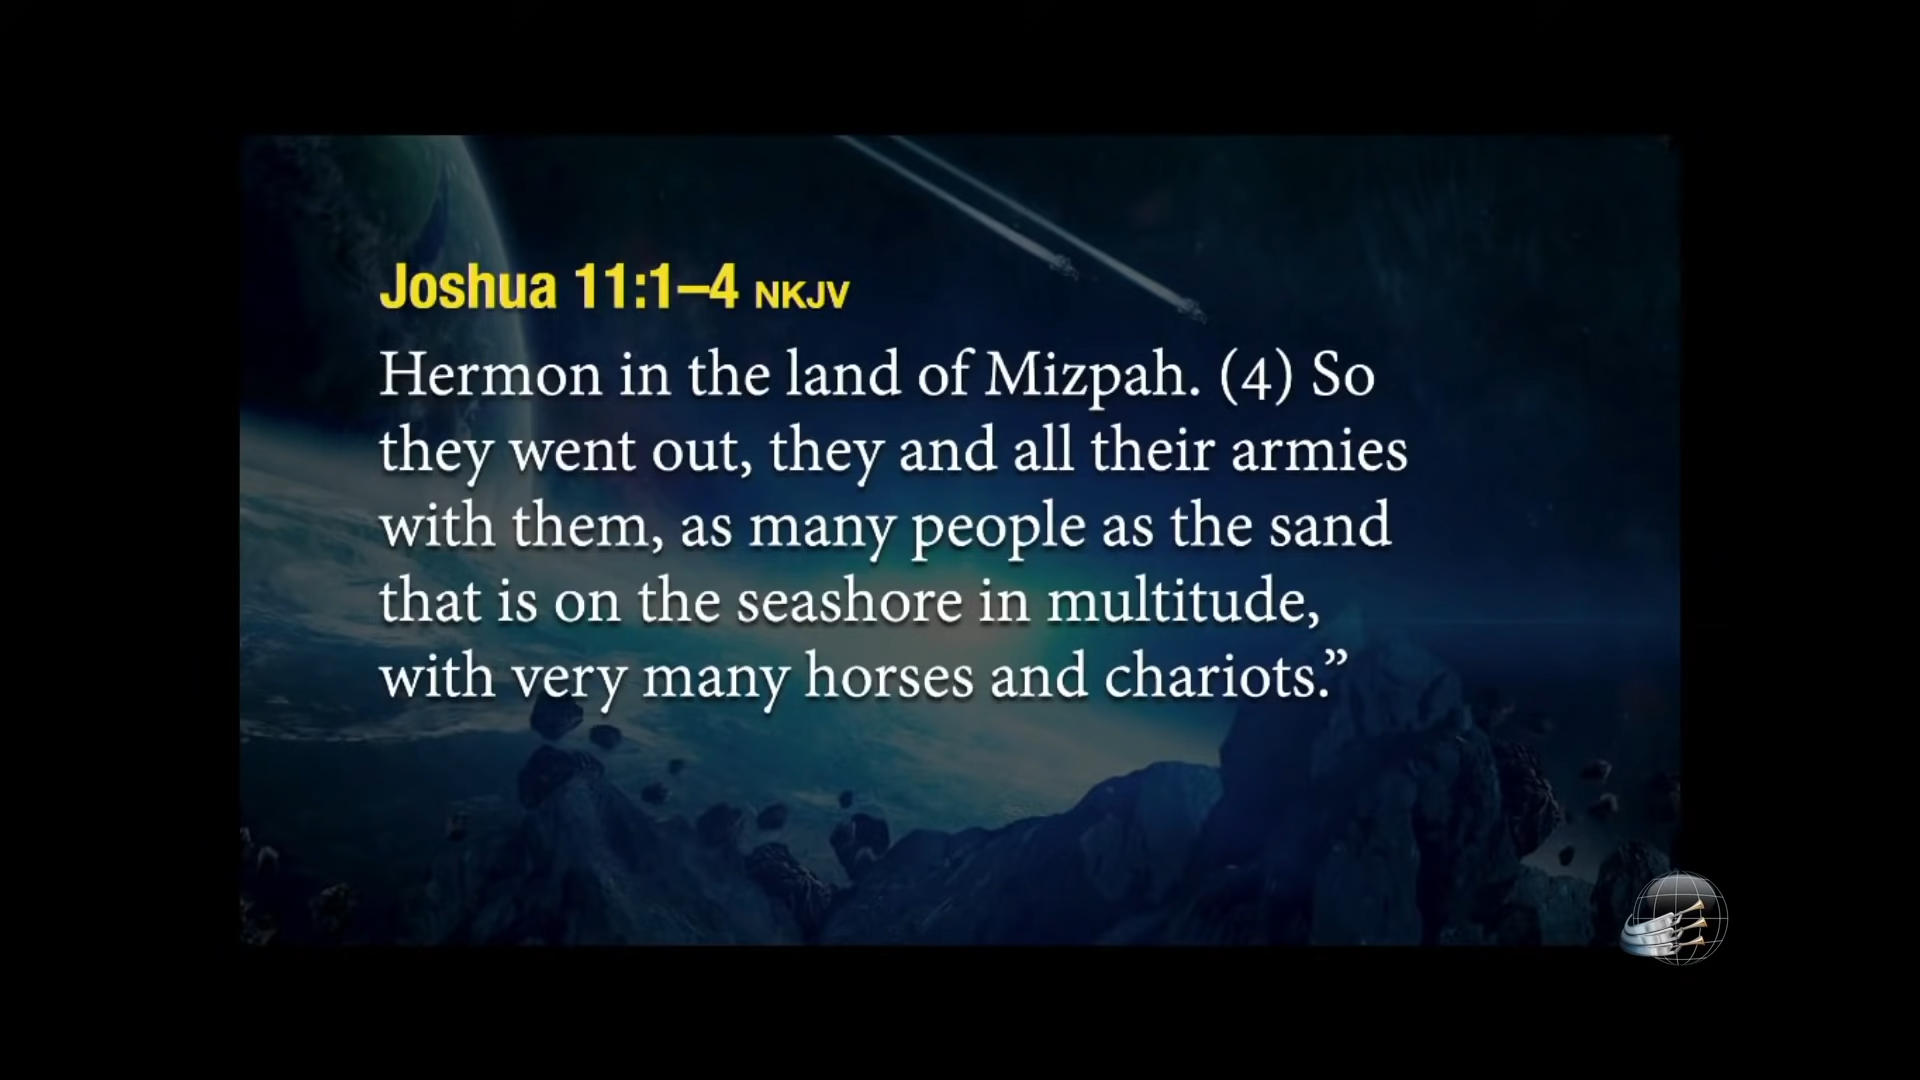 Joshua 11:1–4 NKJV
Hermon in the land of Mizpah. (4) So
they went out, they and all their armies
with them, as many people as the sand
that is on the seashore in multitude,
with very many horses and chariots.”